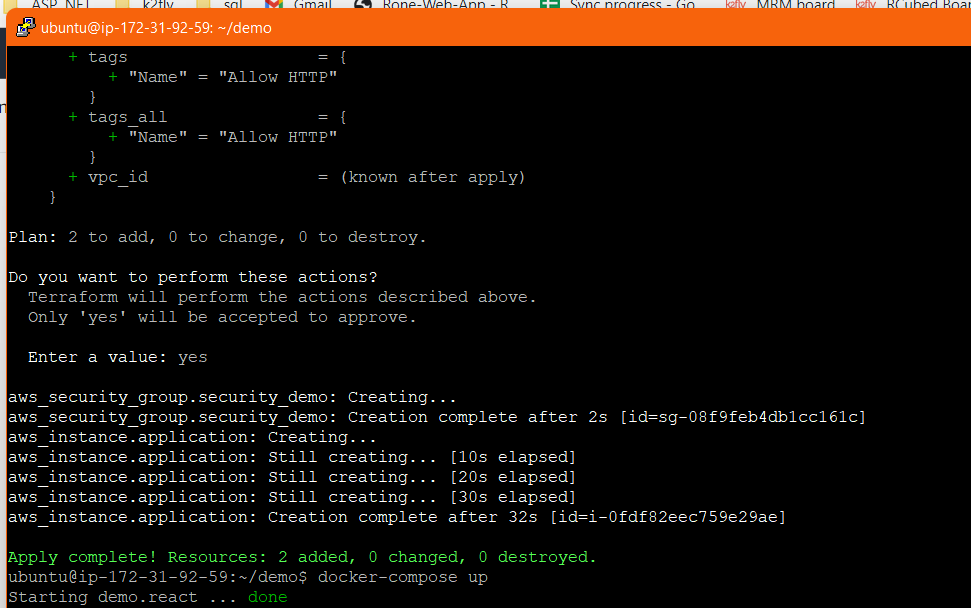 ASP .NET k2fly sql Gmail Rone-Web-App - R Sync progress - Go MRM board RCubed Boar
ubuntu@ip-172-31-92-59: ~/demo
+ tags = {
+ "Name" = "Allow HTTP"
}
+ tags_all = {
+ "Name" = "Allow HTTP"
}
+ vpc_id = (known after apply)
}
Plan: 2 to add, 0 to change, 0 to destroy.
Do you want to perform these actions?
Terraform will perform the actions described above.
Only 'yes' will be accepted to approve.
Enter a value: yes
aws_security_group.security_demo: Creating...
aws_security_group.security_demo: Creation complete after 2s [id=sg-08f9feb4db1cc161c]
aws_instance.application: Creating...
aws_instance.application: Still creating... [10s elapsed]
aws_instance.application: Still creating... [20s elapsed]
aws_instance.application: Still creating... [30s elapsed]
aws_instance.application: Creation complete after 32s [id=i-0fdf82eec759e29ae]
Apply complete! Resources: 2 added, 0 changed, 0 destroyed.
ubuntu@ip-172-31-92-59:~/demo$ docker-compose up
Starting demo.react ... done